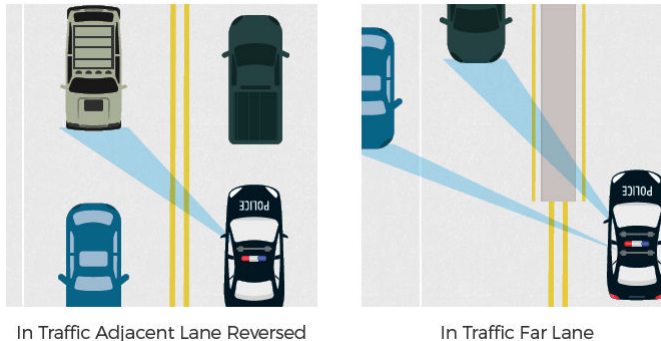 POLICE
POLICE
In Traffic Adjacent Lane Reversed
In Traffic Far Lane